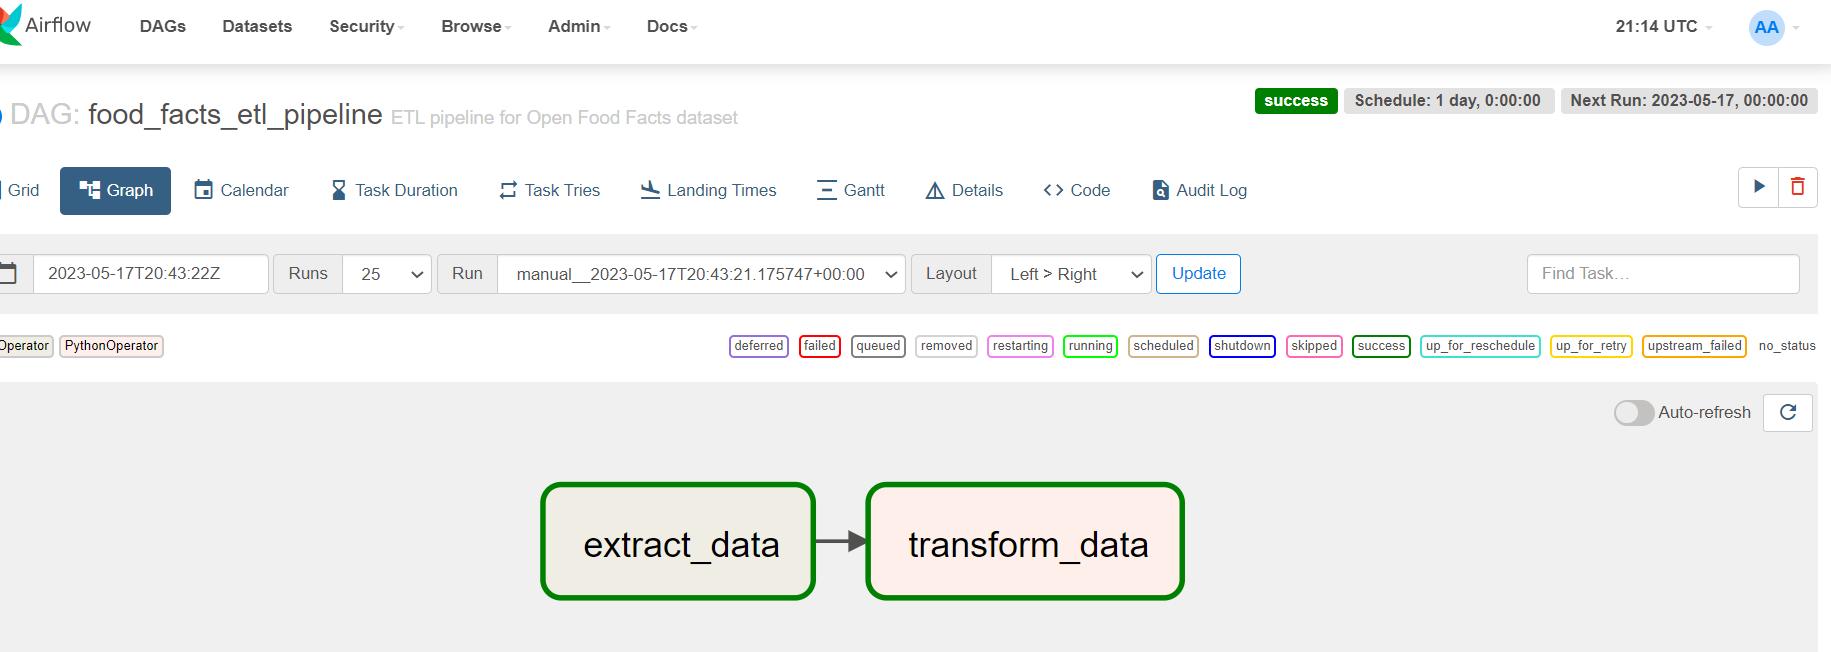 Airflow DAGs Datasets Security Browse Admin Docs 21:14 UTC AA
DAG: food_facts_etl_pipeline ETL pipeline for Open Food Facts dataset
success Schedule: 1 day, 0:00:00 Next Run: 2023-05-17, 00:00:00
Grid Graph Calendar Task Duration Task Tries Landing Times Gantt Details Code Audit Log
2023-05-17T20:43:22Z Runs 25 Run manual__2023-05-17T20:43:21.175747+00:00 Layout Left > Right Update Find Task…
Operator PythonOperator deferred failed queued removed restarting running scheduled shutdown skipped success up_for_reschedule up_for_retry upstream_failed no_status
Auto-refresh
extract_data transform_data